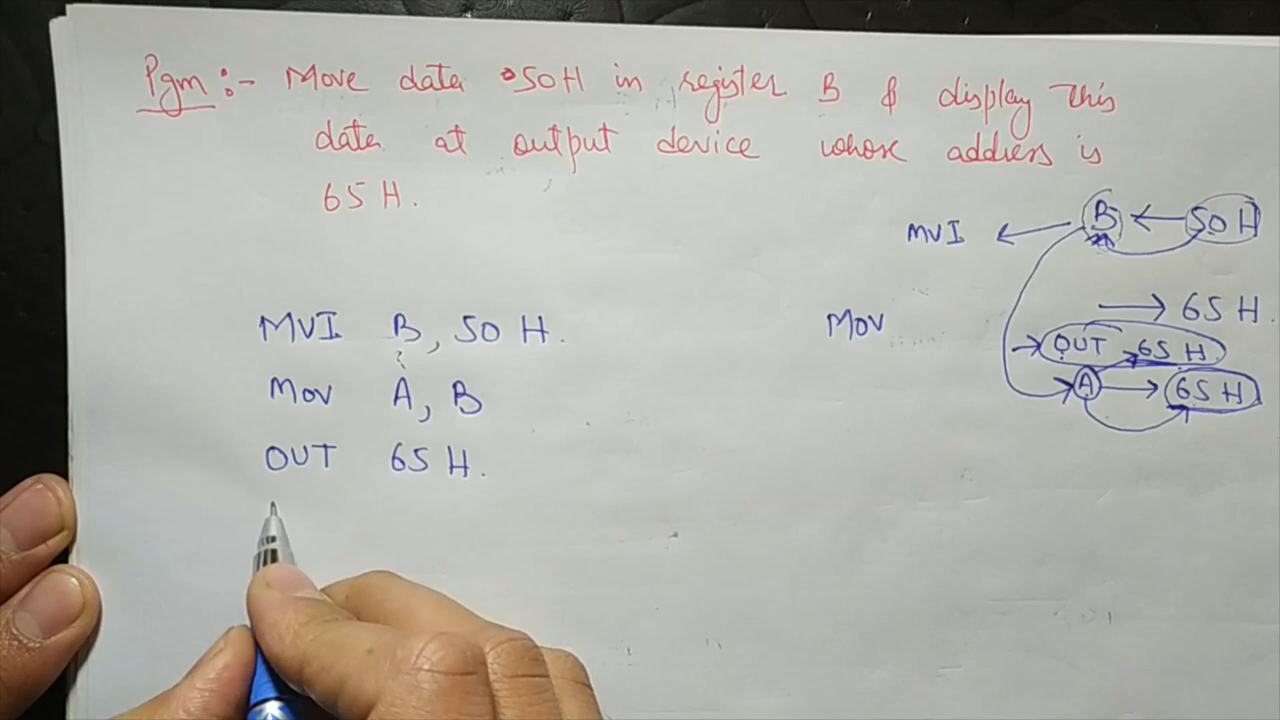 Pgm :- Move data 50H in register B & display this
data at output device whose address is
65 H.
MVI B, 50 H.
Mov A, B
OUT 65 H.
MVI ← B ← 50 H
Mov
→ 65 H.
→ OUT 65 H.
A → 65 H